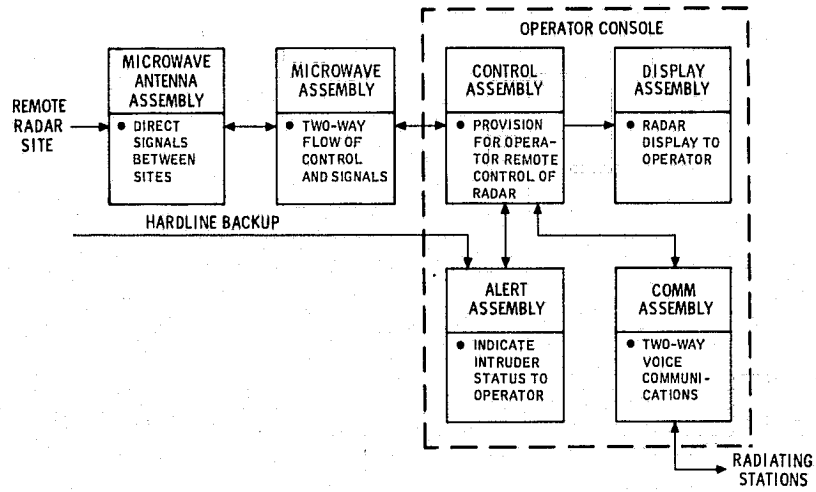 OPERATOR CONSOLE
MICROWAVE
ANTENNA
ASSEMBLY
● DIRECT
SIGNALS
BETWEEN
SITES
MICROWAVE
ASSEMBLY
● TWO-WAY
FLOW OF
CONTROL
AND SIGNALS
CONTROL
ASSEMBLY
● PROVISION
FOR OPERA-
TOR REMOTE
CONTROL OF
RADAR
DISPLAY
ASSEMBLY
● RADAR
DISPLAY TO
OPERATOR
REMOTE
RADAR
SITE
HARDLINE BACKUP
ALERT
ASSEMBLY
● INDICATE
INTRUDER
STATUS TO
OPERATOR
COMM
ASSEMBLY
● TWO-WAY
VOICE
COMMUNI-
CATIONS
RADIATING
STATIONS